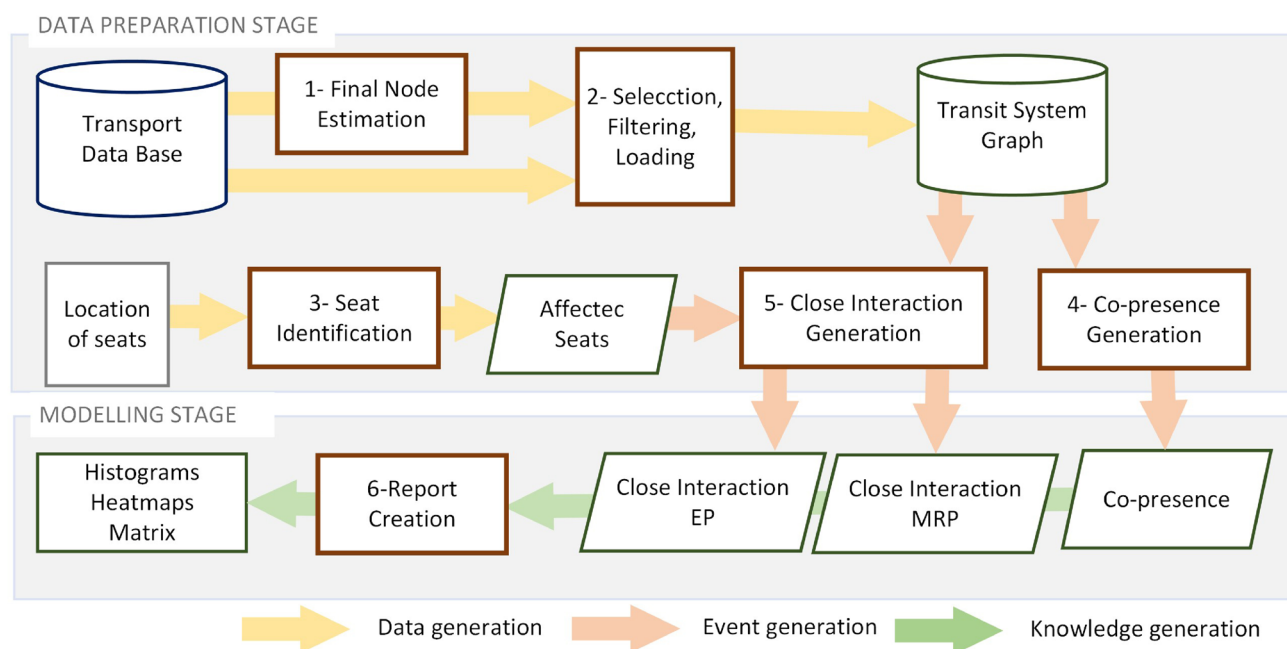 DATA PREPARATION STAGE
Transport
Data Base
1- Final Node
Estimation
2- Selecction,
Filtering,
Loading
Transit System
Graph
Location
of seats
3- Seat
Identification
Affectec
Seats
5- Close Interaction
Generation
4- Co-presence
Generation
MODELLING STAGE
Histograms
Heatmaps
Matrix
6-Report
Creation
Close Interaction
EP
Close Interaction
MRP
Co-presence
Data generation
Event generation
Knowledge generation